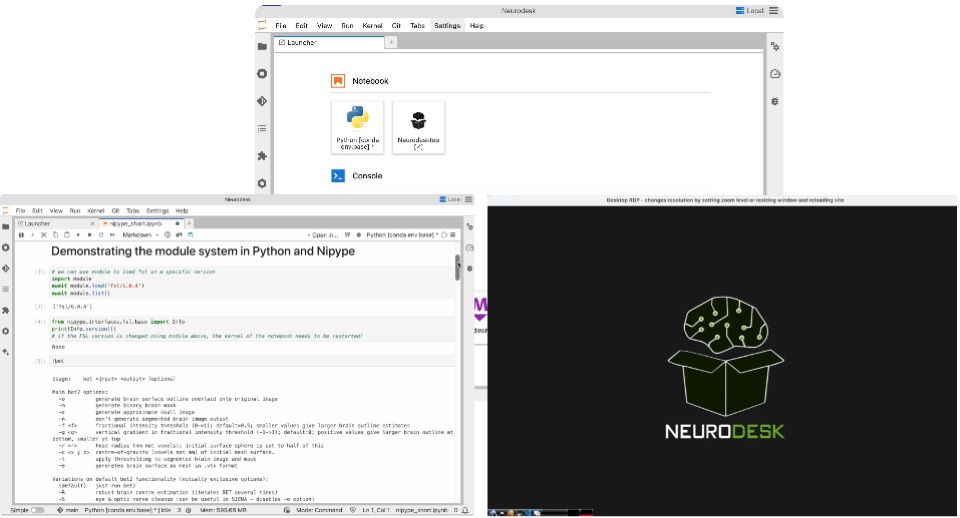 Neurodesk
Local
File Edit View Run Kernel Git Tabs Settings Help
Launcher
Notebook
Python [conda
env:base] *
Neurodesktop
[↗]
Console
Neurodesk
Local
File Edit View Run Kernel Git Tabs Settings Help
Launcher
nipype_short.ipynb
Markdown
Open in...
Python [conda env:base] *
Demonstrating the module system in Python and Nipype
# we can use module to load fsl in a specific version
import module
await module.load('fsl/6.0.4')
await module.list()
['fsl/6.0.4']
from nipype.interfaces.fsl.base import Info
print(Info.version())
# If the FSL version is changed using module above, the kernel of the notebook needs to be restarted!
None
!bet
Usage: bet <input> <output> [options]
Main bet2 options:
-o generate brain surface outline overlaid onto original image
-m generate binary brain mask
-s generate approximate skull image
-n don't generate segmented brain image output
-f <f> fractional intensity threshold (0->1); default=0.5; smaller values give larger brain outline estimates
-g <g> vertical gradient in fractional intensity threshold (-1->1); default=0; positive values give larger brain outline at
bottom, smaller at top
-r <r> head radius (mm not voxels); initial surface sphere is set to half of this
-c <x y z> centre-of-gravity (voxels not mm) of initial mesh surface.
-t apply thresholding to segmented brain image and mask
-e generates brain surface as mesh in .vtk format
Variations on default bet2 functionality (mutually exclusive options):
(default) just run bet2
-R robust brain centre estimation (iterates BET several times)
-S eye & optic nerve cleanup (can be useful in SIENA - disables -o option)
Simple
main
Python [conda env:base] * | Idle
Mem: 599.68 MB
Mode: Command
Ln 1, Col 1
nipype_short.ipynb
0
Desktop RDP - changes resolution by setting zoom level or resizing window and reloading site
NEURODESK